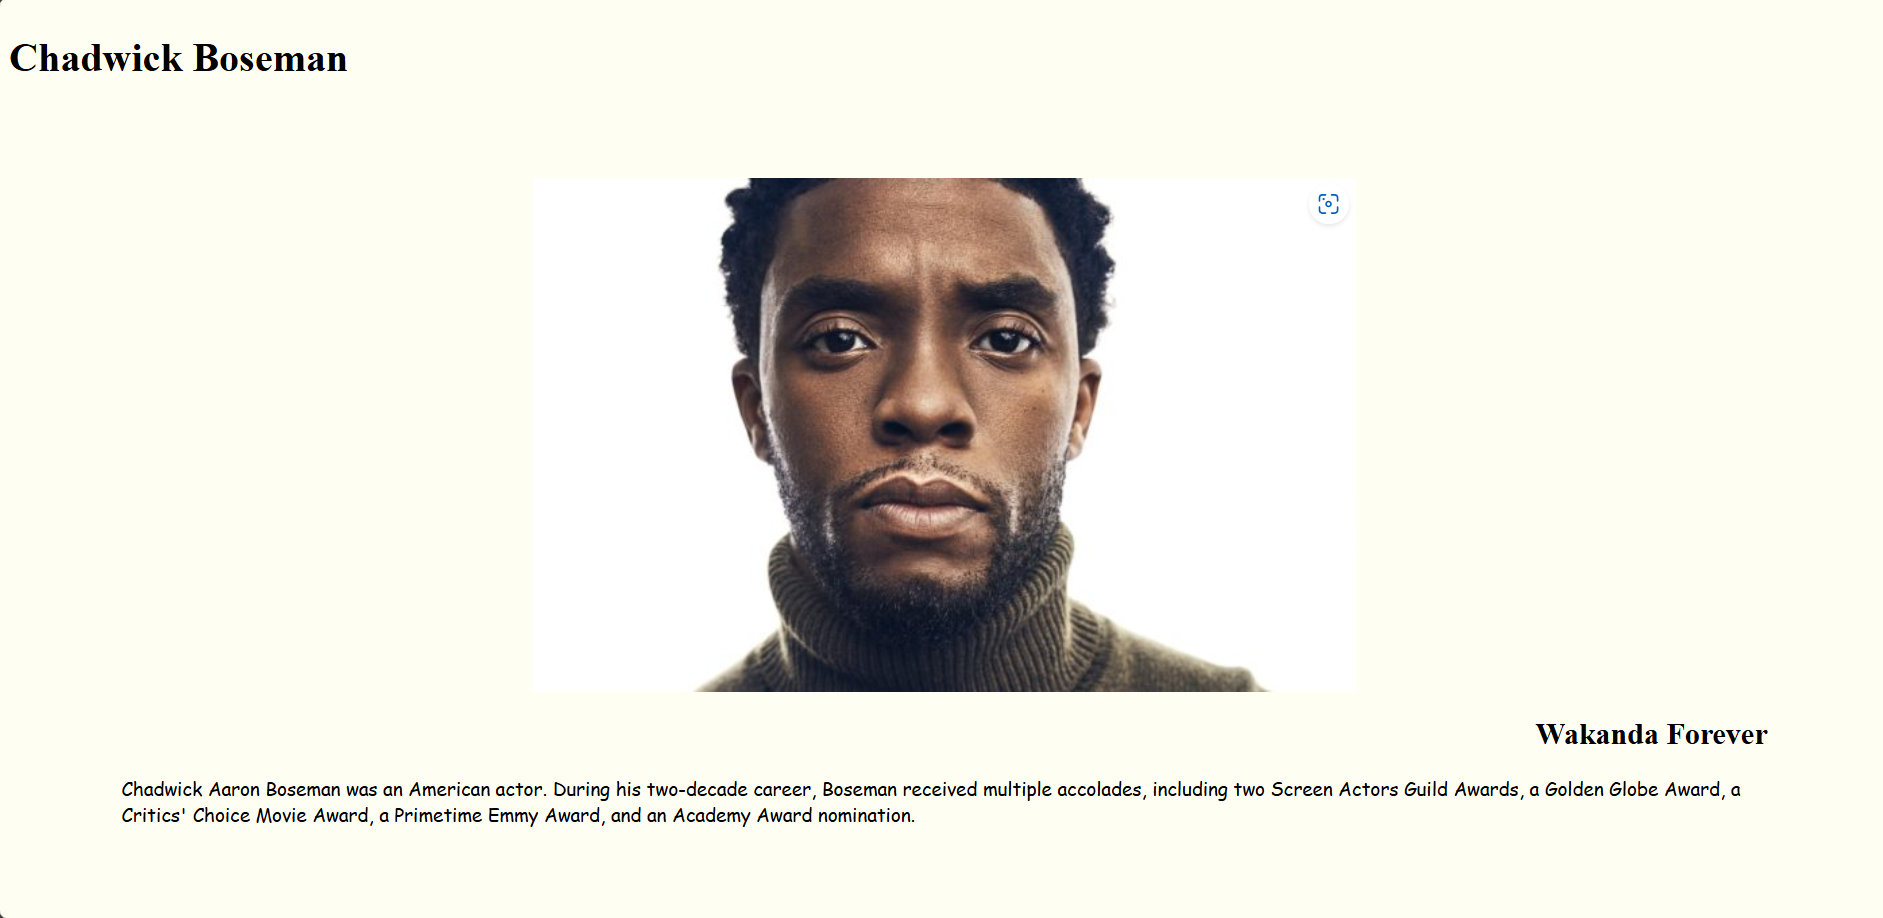 Chadwick Boseman
Wakanda Forever
Chadwick Aaron Boseman was an American actor. During his two-decade career, Boseman received multiple accolades, including two Screen Actors Guild Awards, a Golden Globe Award, a
Critics' Choice Movie Award, a Primetime Emmy Award, and an Academy Award nomination.